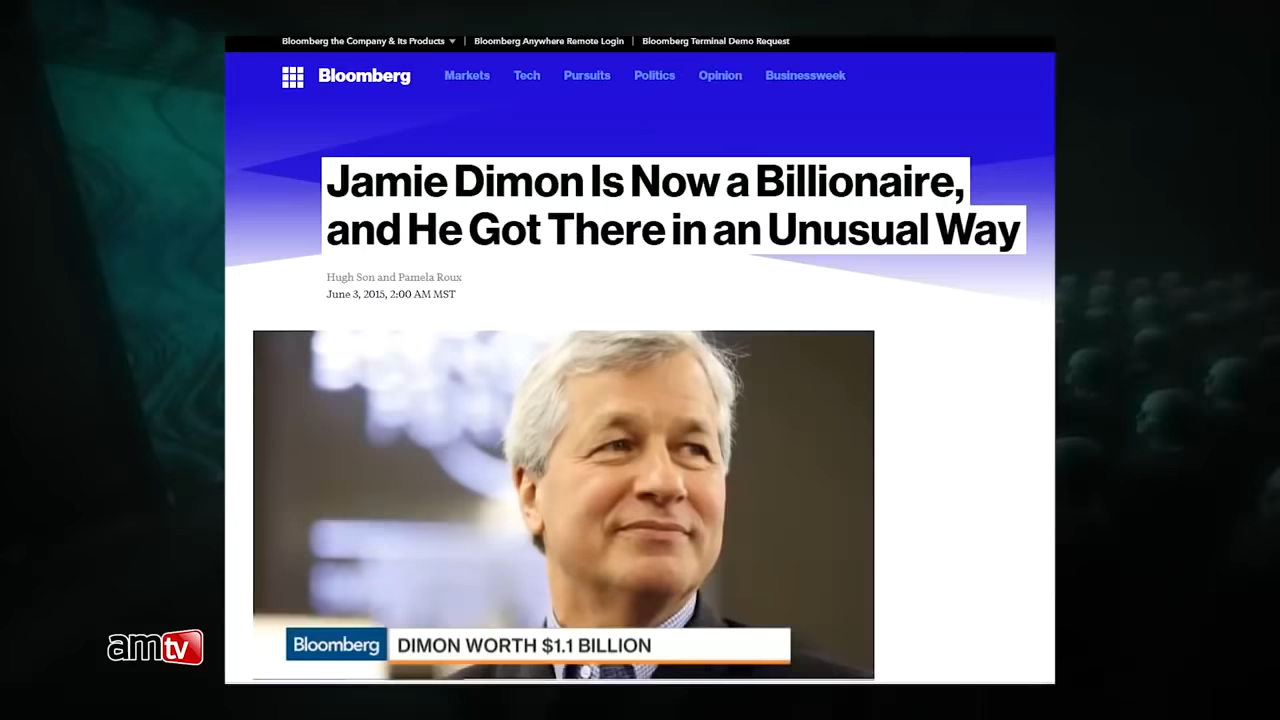 Bloomberg the Company & Its Products | Bloomberg Anywhere Remote Login | Bloomberg Terminal Demo Request
Bloomberg Markets Tech Pursuits Politics Opinion Businessweek
Jamie Dimon Is Now a Billionaire,
and He Got There in an Unusual Way
Hugh Son and Pamela Roux
June 3, 2015, 2:00 AM MST
Bloomberg DIMON WORTH $1.1 BILLION
amtv